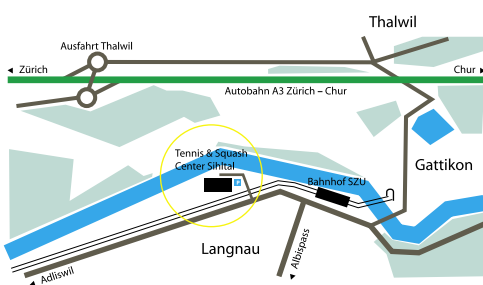 Thalwil
Ausfahrt Thalwil
Zürich
Chur
Autobahn A3 Zürich – Chur
Tennis & Squash
Center Sihltal
P
Gattikon
Bahnhof SZU
Langnau
Albispass
Adliswil